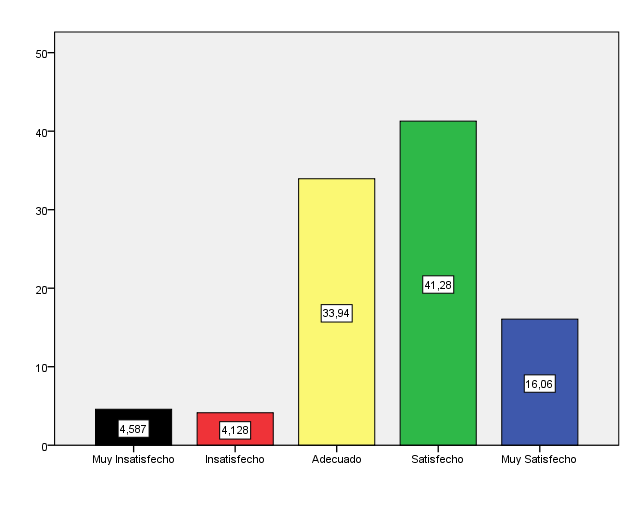 50
40
30
20
10
0
4,587
4,128
33,94
41,28
16,06
Muy Insatisfecho
Insatisfecho
Adecuado
Satisfecho
Muy Satisfecho